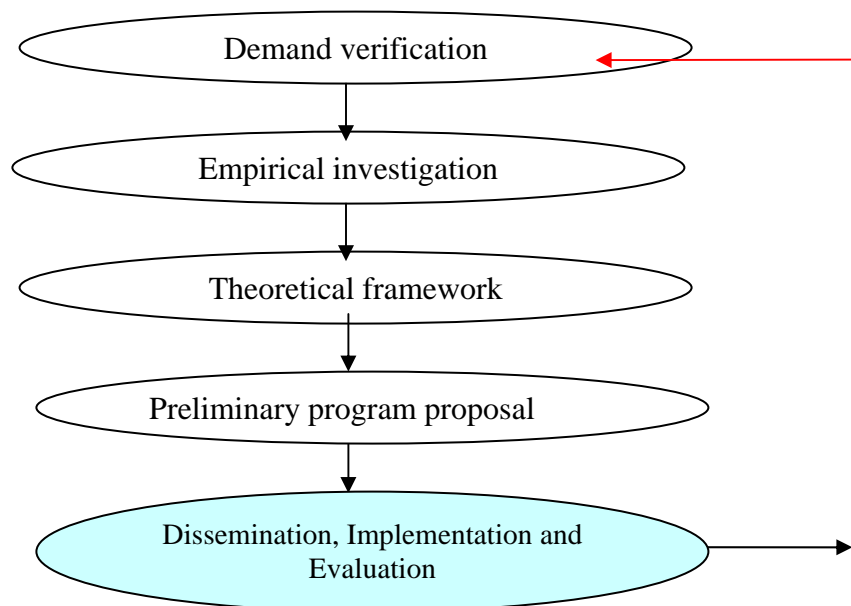 Demand verification
Empirical investigation
Theoretical framework
Preliminary program proposal
Dissemination, Implementation and
Evaluation